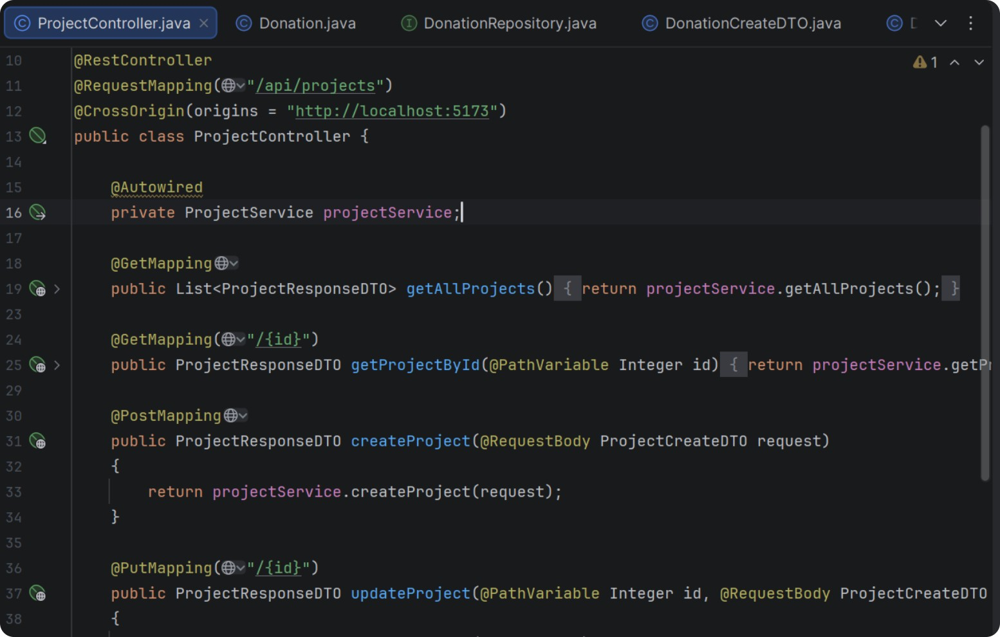 ProjectController.java Donation.java DonationRepository.java DonationCreateDTO.java
10 @RestController 1
11 @RequestMapping("/api/projects")
12 @CrossOrigin(origins = "http://localhost:5173")
13 public class ProjectController {
14
15 @Autowired
16 private ProjectService projectService;
17
18 @GetMapping
19 public List<ProjectResponseDTO> getAllProjects() { return projectService.getAllProjects(); }
23
24 @GetMapping("/{id}")
25 public ProjectResponseDTO getProjectById(@PathVariable Integer id) { return projectService.getPr
29
30 @PostMapping
31 public ProjectResponseDTO createProject(@RequestBody ProjectCreateDTO request)
32 {
33 return projectService.createProject(request);
34 }
35
36 @PutMapping("/{id}")
37 public ProjectResponseDTO updateProject(@PathVariable Integer id, @RequestBody ProjectCreateDTO
38 {